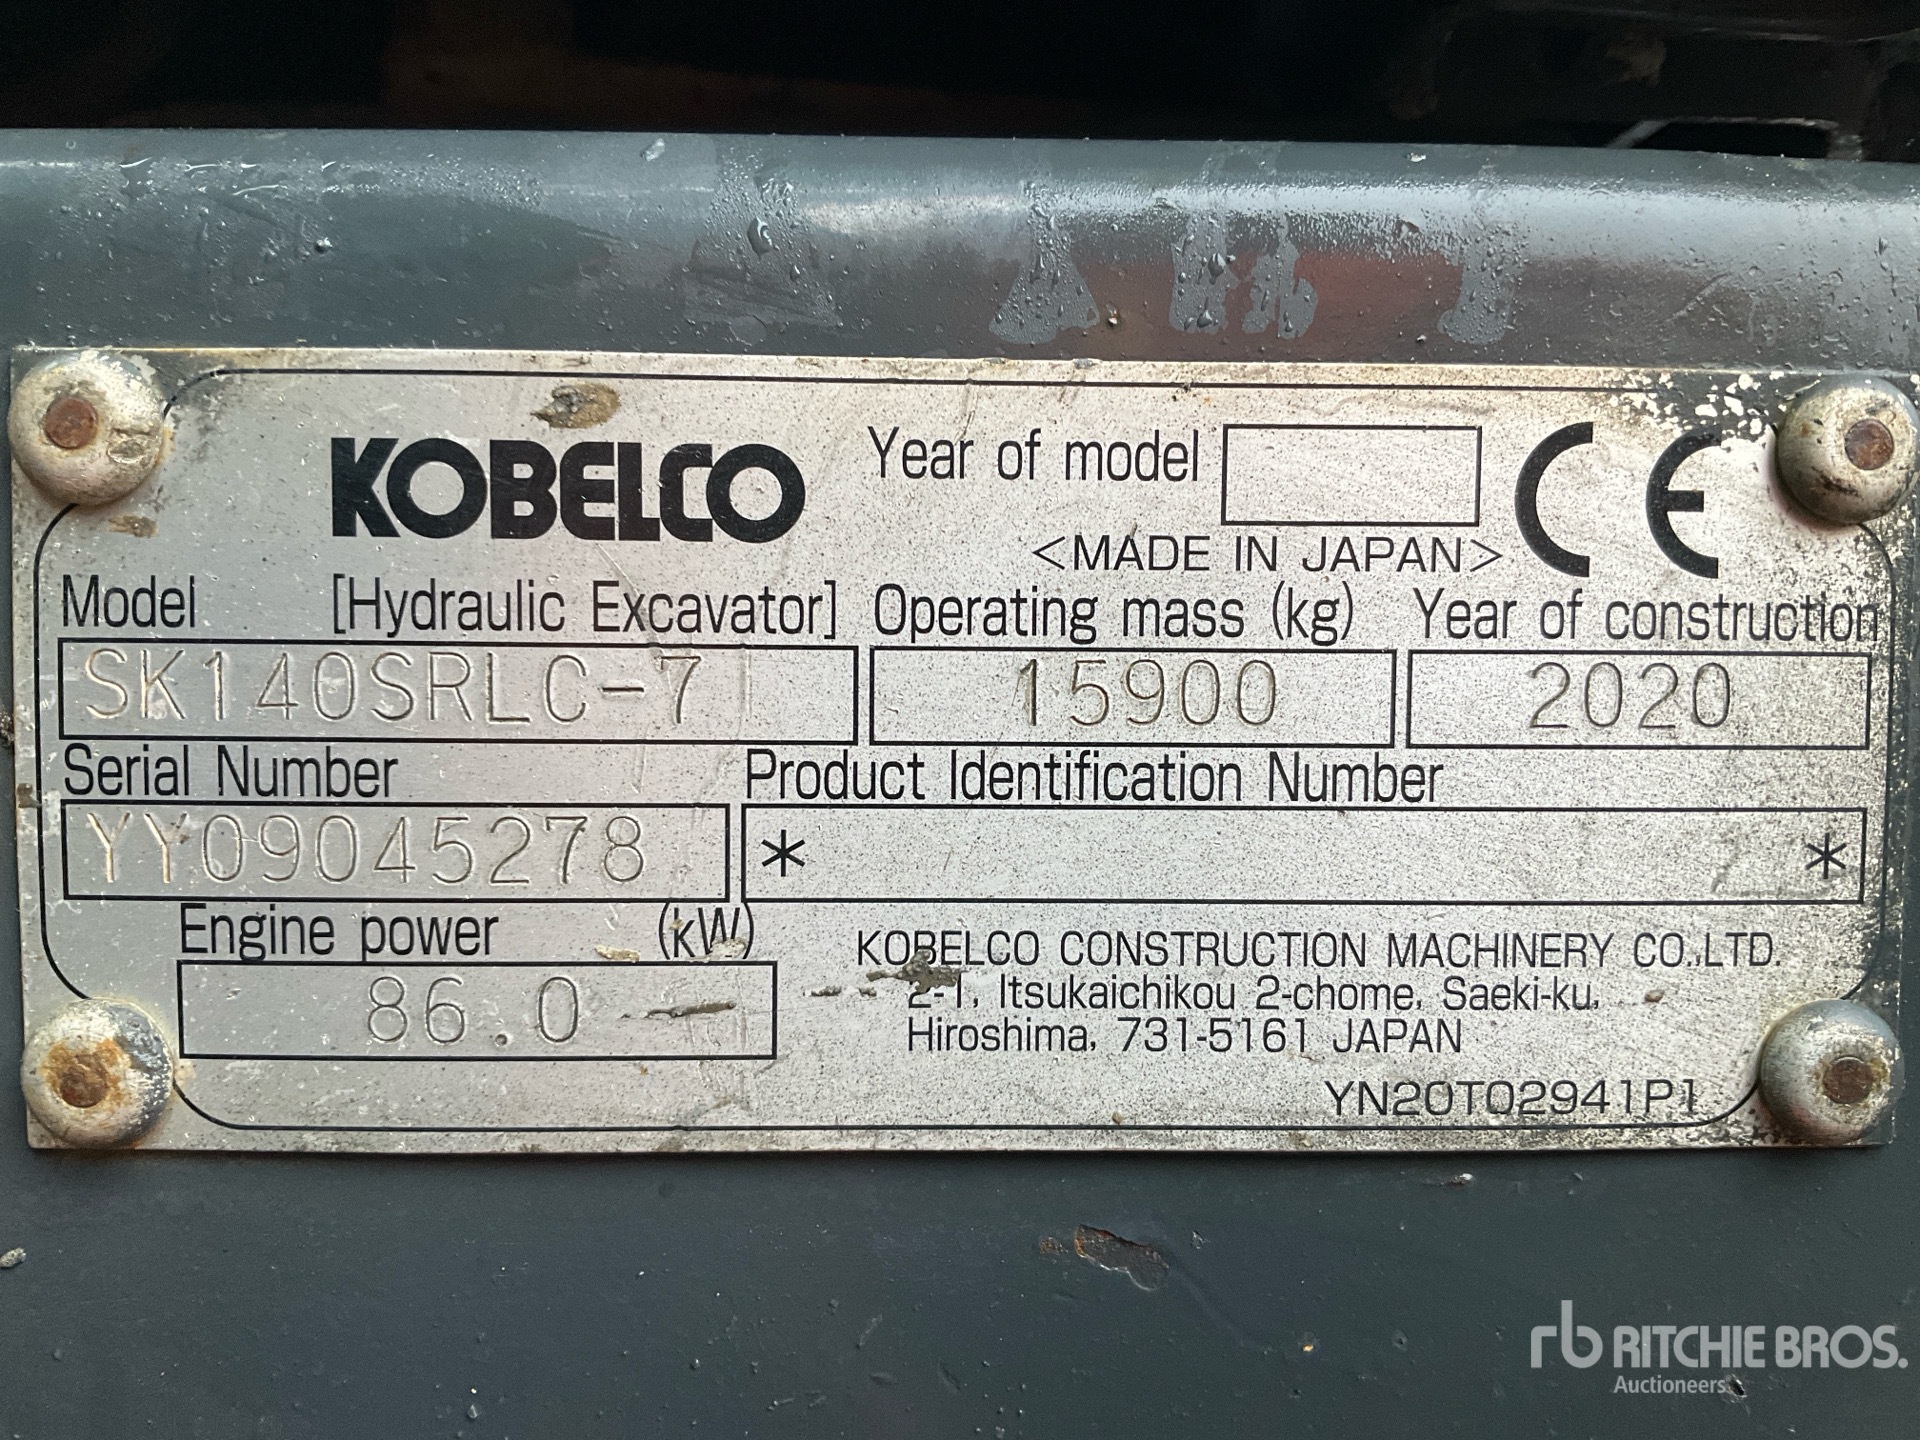 KOBELCO
Year of model
CE
<MADE IN JAPAN>
Model [Hydraulic Excavator]
SK140SRLC-7
Operating mass (kg)
15900
Year of construction
2020
Serial Number
YY09045278
Product Identification Number
* *
Engine power (kW)
86.0
KOBELCO CONSTRUCTION MACHINERY CO.,LTD.
2-1, Itsukaichikou 2-chome, Saeki-ku,
Hiroshima, 731-5161 JAPAN
YN20T02941P1
rb RITCHIE BROS.
Auctioneers